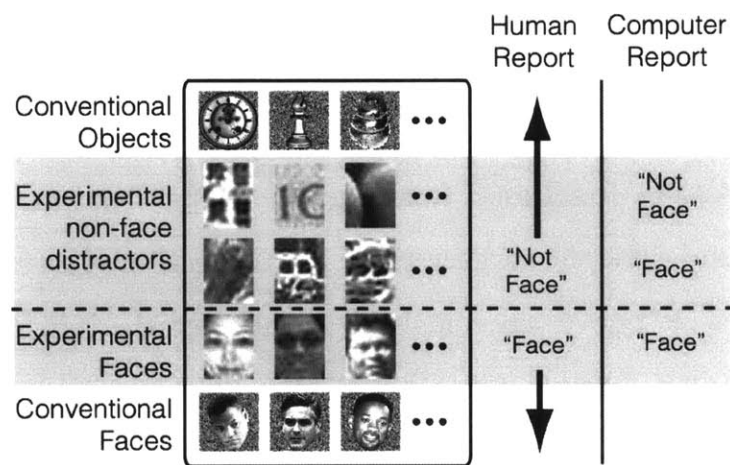 Human Report
Computer Report
Conventional Objects
•••
Experimental non-face distractors
IC
•••
"Not Face"
•••
"Not Face"
"Face"
Experimental Faces
•••
"Face"
"Face"
Conventional Faces
•••